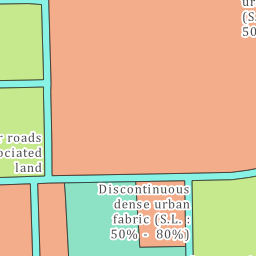 ur
(S.
50
r roads
ociated
land
Discontinuous
dense urban
fabric (S.L. :
50% - 80%)